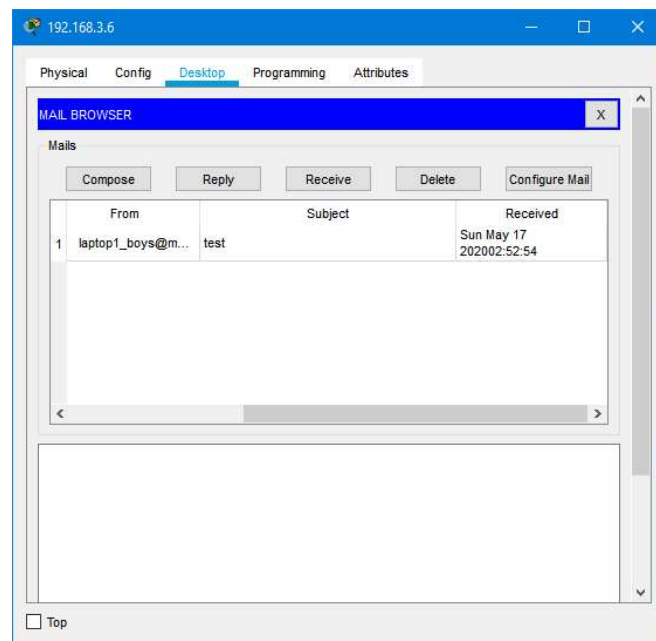 192.168.3.6
Physical Config Desktop Programming Attributes
MAIL BROWSER X
Mails
Compose Reply Receive Delete Configure Mail
From Subject Received
1 laptop1_boys@m... test Sun May 17
202002:52:54
Top